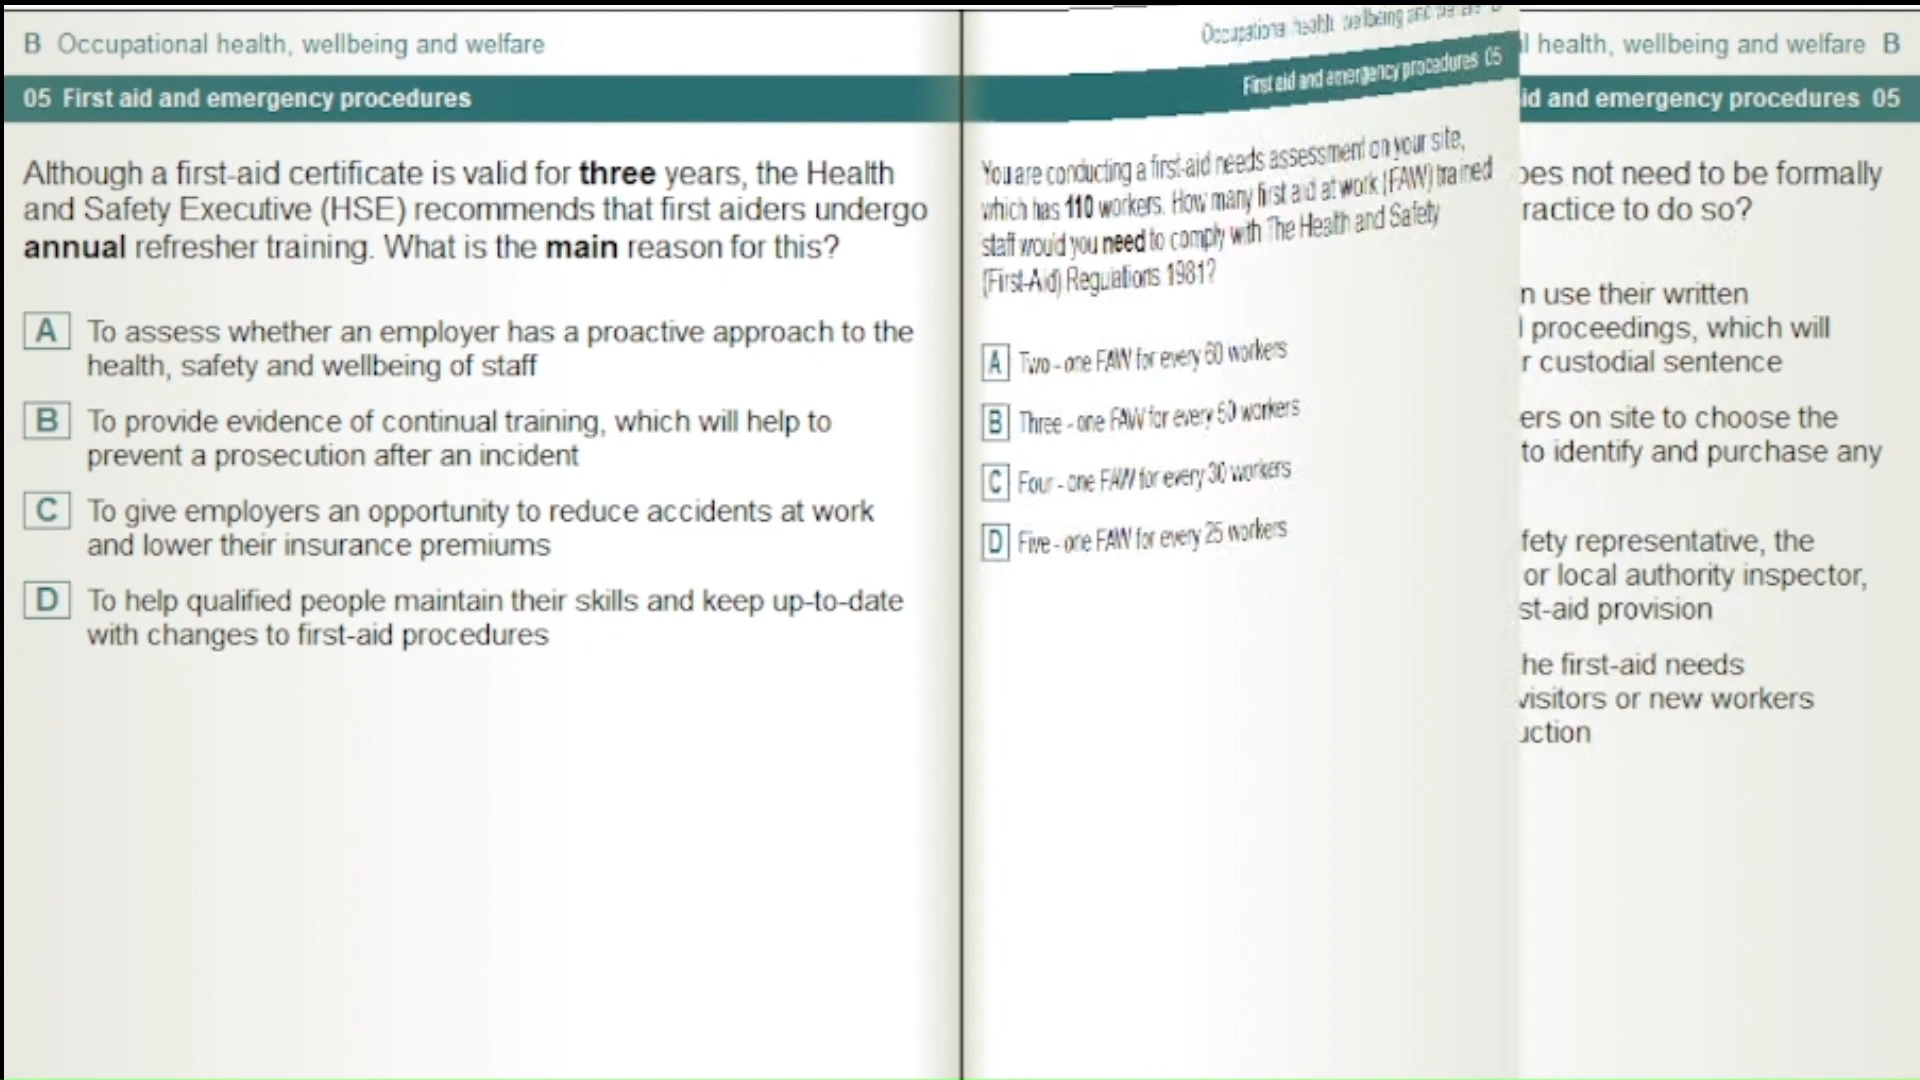 B Occupational health, wellbeing and welfare
05 First aid and emergency procedures
Although a first-aid certificate is valid for three years, the Health
and Safety Executive (HSE) recommends that first aiders undergo
annual refresher training. What is the main reason for this?
A To assess whether an employer has a proactive approach to the
health, safety and wellbeing of staff
B To provide evidence of continual training, which will help to
prevent a prosecution after an incident
C To give employers an opportunity to reduce accidents at work
and lower their insurance premiums
D To help qualified people maintain their skills and keep up-to-date
with changes to first-aid procedures
Occupational health, wellbeing and welfare B
First aid and emergency procedures 05
You are conducting a first-aid needs assessment on your site,
which has 110 workers. How many first aid at work (FAW) trained
staff would you need to comply with The Health and Safety
(First-Aid) Regulations 1981?
A Two - one FAW for every 60 workers
B Three - one FAW for every 50 workers
C Four - one FAW for every 30 workers
D Five - one FAW for every 25 workers
l health, wellbeing and welfare B
id and emergency procedures 05
oes not need to be formally
ractice to do so?
n use their written
l proceedings, which will
r custodial sentence
ers on site to choose the
to identify and purchase any
fety representative, the
or local authority inspector,
st-aid provision
he first-aid needs
visitors or new workers
uction